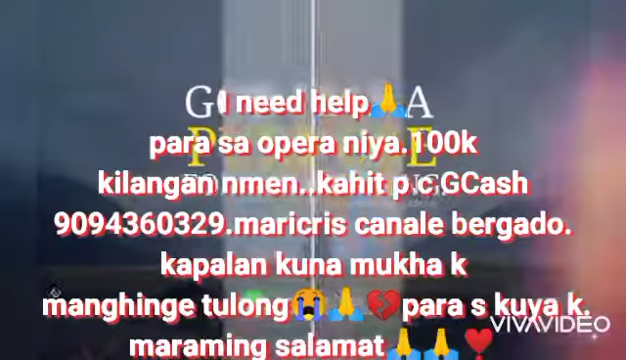 I need help🙏
para sa opera niya.100k
kilangan nmen..kahit p.c,GCash
9094360329.maricris canale bergado.
kapalan kuna mukha k
manghinge tulong😭🙏💔para s kuya k.
maraming salamat🙏🙏❤️
VIVAVIDEO